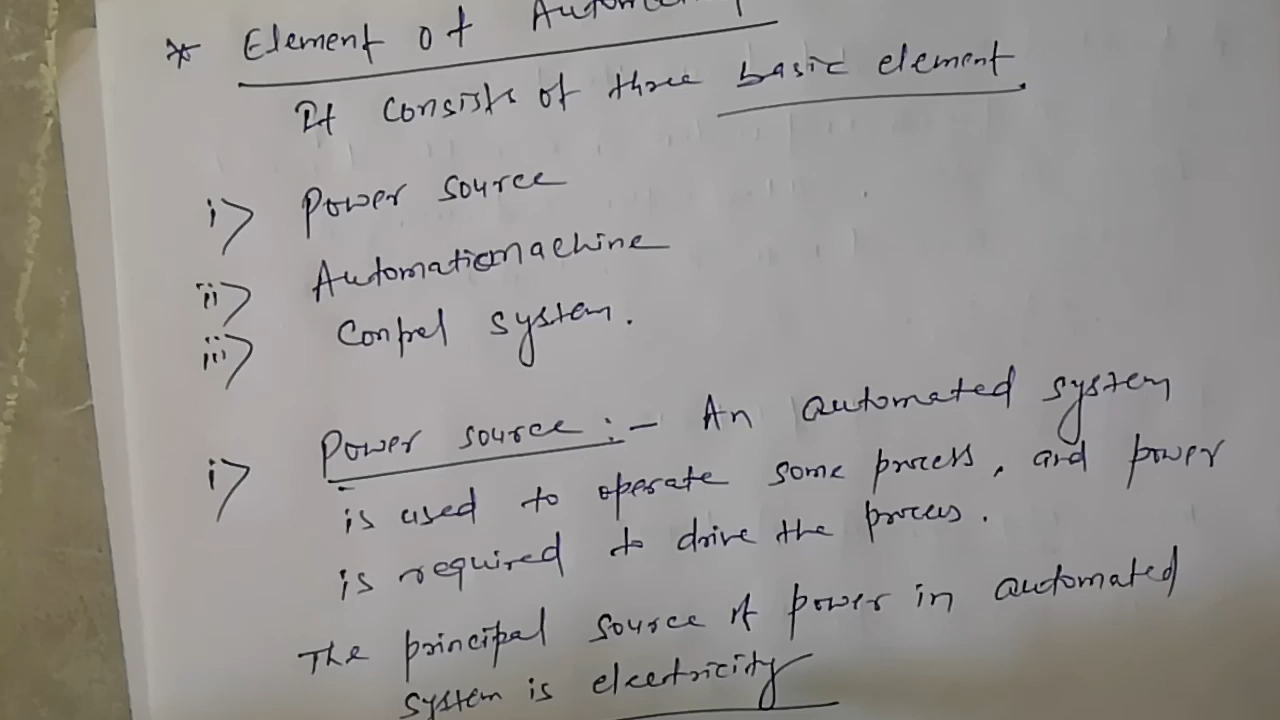 * Element of
It consists of three basic element.
i) Power source
ii) Automatic machine
iii) Control system.
i) Power source :- An automated system
is used to operate some process, and power
is required to drive the process.
The principal source of power in automated
system is electricity